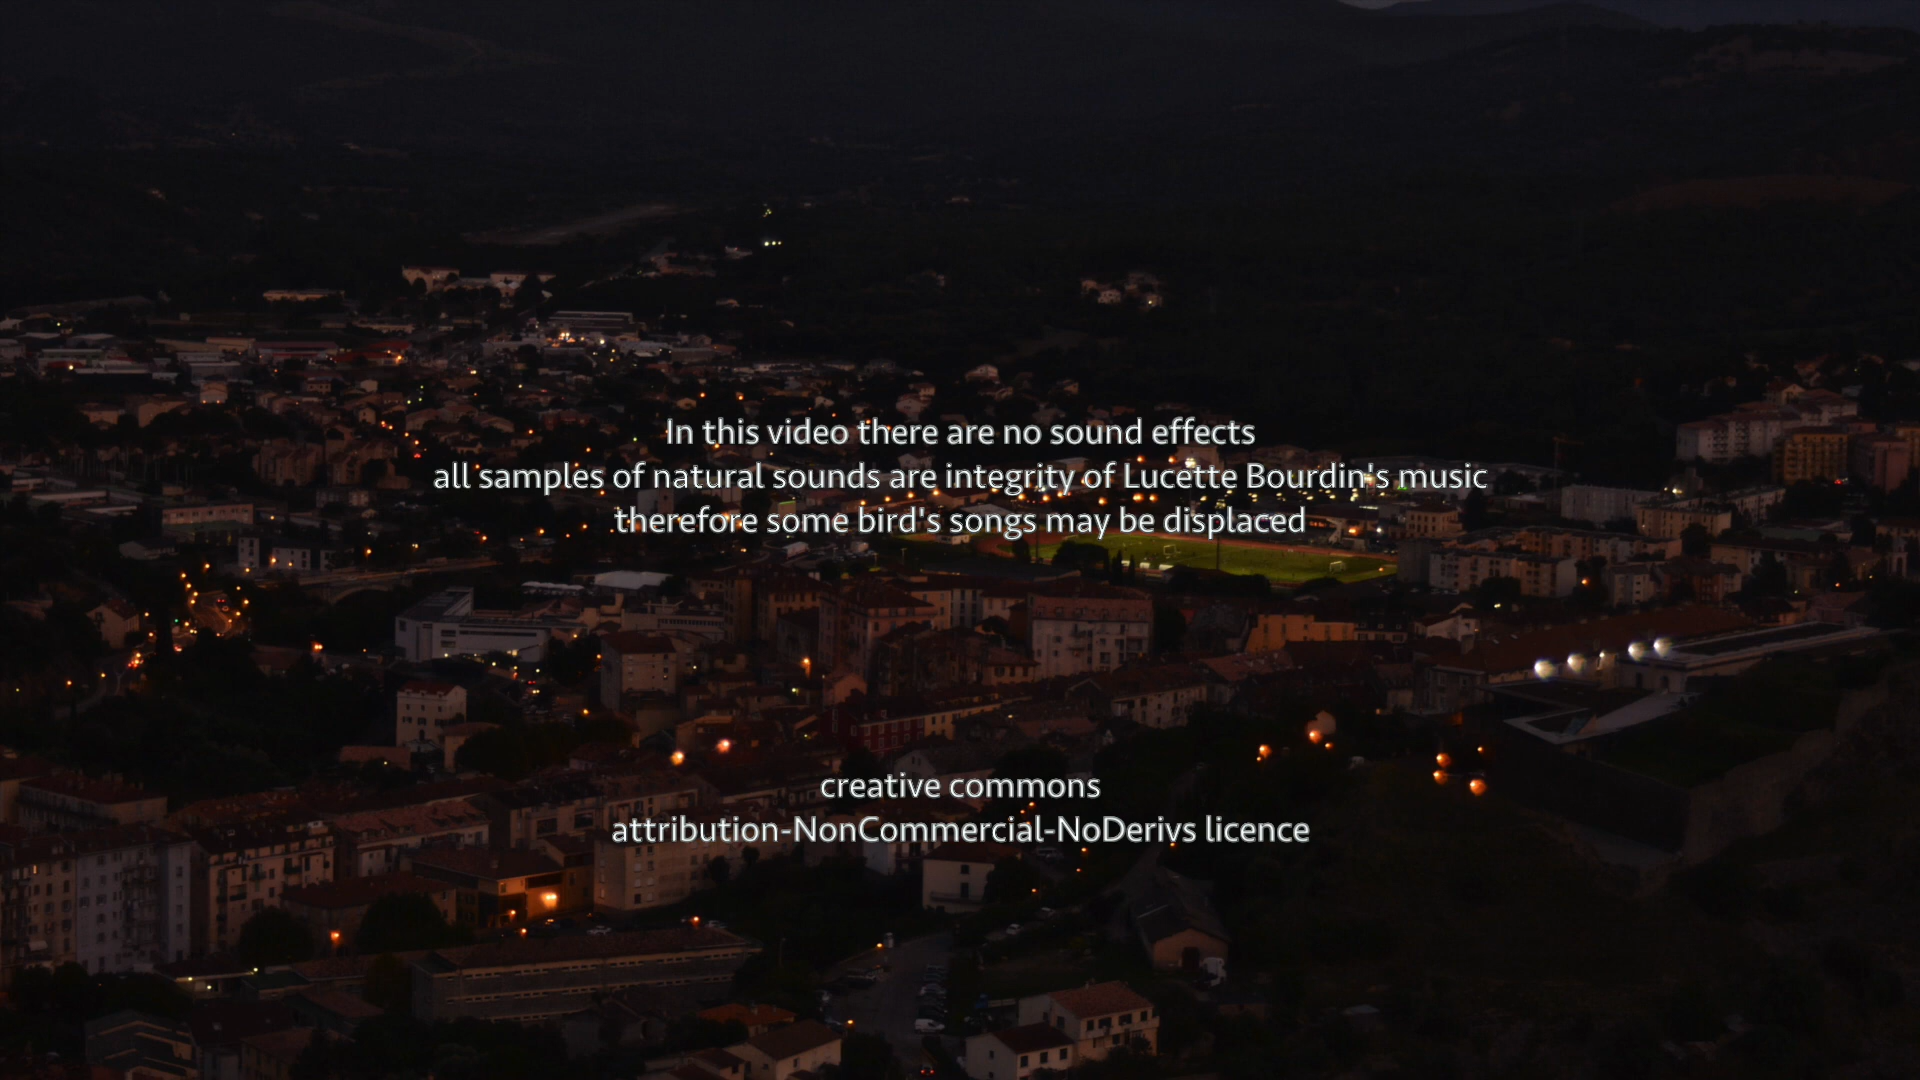 In this video there are no sound effects
all samples of natural sounds are integrity of Lucette Bourdin's music
therefore some bird's songs may be displaced
creative commons
attribution-NonCommercial-NoDerivs licence